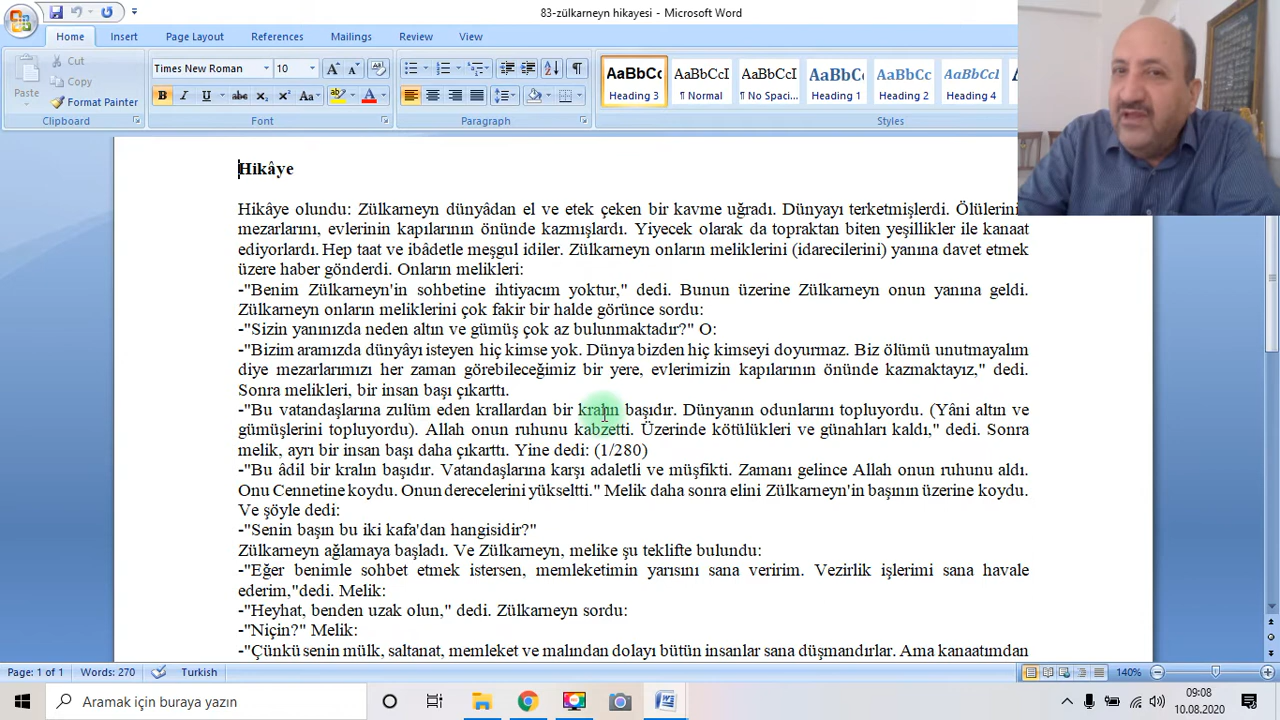 83-zülkarneyn hikayesi - Microsoft Word
Home Insert Page Layout References Mailings Review View
Paste Cut Copy Format Painter
Times New Roman 10
AaBbCc AaBbCcI AaBbCcI AaBbC AaBbCc AaBbCcI
Heading 3 ¶ Normal ¶ No Spaci... Heading 1 Heading 2 Heading 4
Clipboard Font Paragraph Styles
Hikâye
Hikâye olundu: Zülkarneyn dünyâdan el ve etek çeken bir kavme uğradı. Dünyayı terketmişlerdi. Ölülerini
mezarlarını, evlerinin kapılarının önünde kazmışlardı. Yiyecek olarak da topraktan biten yeşillikler ile kanaat
ediyorlardı. Hep taat ve ibâdetle meşgul idiler. Zülkarneyn onların meliklerini (idarecilerini) yanına davet etmek
üzere haber gönderdi. Onların melikleri:
-"Benim Zülkarneyn'in sohbetine ihtiyacım yoktur," dedi. Bunun üzerine Zülkarneyn onun yanına geldi.
Zülkarneyn onların meliklerini çok fakir bir halde görünce sordu:
-"Sizin yanınızda neden altın ve gümüş çok az bulunmaktadır?" O:
-"Bizim aramızda dünyâyı isteyen hiç kimse yok. Dünya bizden hiç kimseyi doyurmaz. Biz ölümü unutmayalım
diye mezarlarımızı her zaman görebileceğimiz bir yere, evlerimizin kapılarının önünde kazmaktayız," dedi.
Sonra melikleri, bir insan başı çıkarttı.
-"Bu vatandaşlarına zulüm eden krallardan bir kralın başıdır. Dünyanın odunlarını topluyordu. (Yâni altın ve
gümüşlerini topluyordu). Allah onun ruhunu kabzetti. Üzerinde kötülükleri ve günahları kaldı," dedi. Sonra
melik, ayrı bir insan başı daha çıkarttı. Yine dedi: (1/280)
-"Bu âdil bir kralın başıdır. Vatandaşlarına karşı adaletli ve müşfikti. Zamanı gelince Allah onun ruhunu aldı.
Onu Cennetine koydu. Onun derecelerini yükseltti." Melik daha sonra elini Zülkarneyn'in başının üzerine koydu.
Ve şöyle dedi:
-"Senin başın bu iki kafa'dan hangisidir?"
Zülkarneyn ağlamaya başladı. Ve Zülkarneyn, melike şu teklifte bulundu:
-"Eğer benimle sohbet etmek istersen, memleketimin yarısını sana veririm. Vezirlik işlerimi sana havale
ederim,"dedi. Melik:
-"Heyhat, benden uzak olun," dedi. Zülkarneyn sordu:
-"Niçin?" Melik:
-"Çünkü senin mülk, saltanat, memleket ve malından dolayı bütün insanlar sana düşmandırlar. Ama kanaatımdan
Page: 1 of 1 Words: 270 Turkish 140%
Aramak için buraya yazın
09:08
10.08.2020